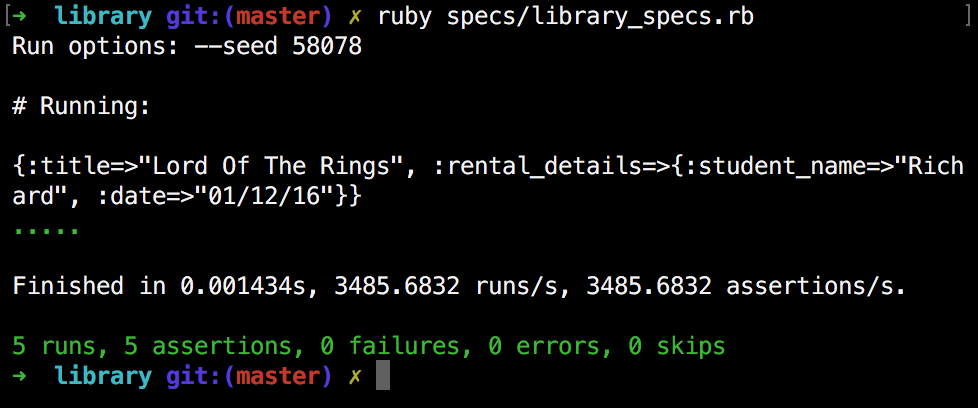 [➜  library git:(master) ✗ ruby specs/library_specs.rb ]
Run options: --seed 58078
# Running:
{:title=>"Lord Of The Rings", :rental_details=>{:student_name=>"Rich
ard", :date=>"01/12/16"}}
.....
Finished in 0.001434s, 3485.6832 runs/s, 3485.6832 assertions/s.
5 runs, 5 assertions, 0 failures, 0 errors, 0 skips
➜  library git:(master) ✗